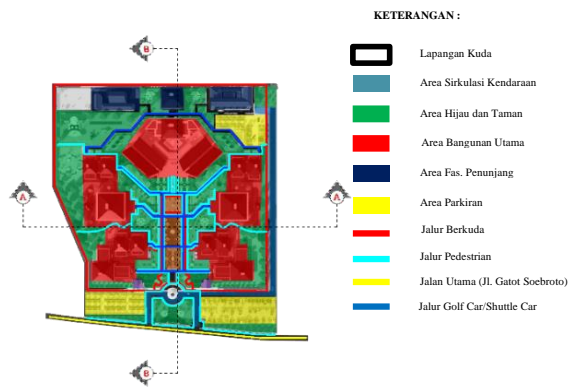 KETERANGAN :
B
Lapangan Kuda
Area Sirkulasi Kendaraan
Area Hijau dan Taman
Area Bangunan Utama
Area Fas. Penunjang
A
A
Area Parkiran
Jalur Berkuda
Jalur Pedestrian
Jalan Utama (Jl. Gatot Soebroto)
Jalur Golf Car/Shuttle Car
B